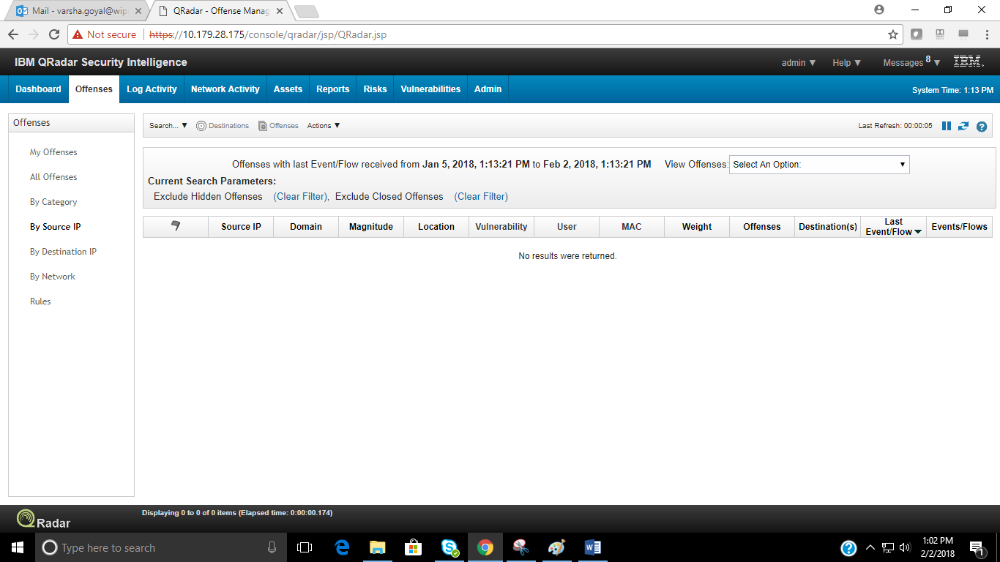 Mail - varsha.goyal@wip
QRadar - Offense Manag
Not secure https://10.179.28.175/console/qradar/jsp/QRadar.jsp
IBM QRadar Security Intelligence
admin ▼ Help ▼ Messages 8 ▼ IBM.
Dashboard Offenses Log Activity Network Activity Assets Reports Risks Vulnerabilities Admin
System Time: 1:13 PM
Offenses
My Offenses
All Offenses
By Category
By Source IP
By Destination IP
By Network
Rules
Search... ▼ Destinations Offenses Actions ▼
Last Refresh: 00:00:05
Offenses with last Event/Flow received from Jan 5, 2018, 1:13:21 PM to Feb 2, 2018, 1:13:21 PM View Offenses: Select An Option:
Current Search Parameters:
Exclude Hidden Offenses (Clear Filter), Exclude Closed Offenses (Clear Filter)
Source IP Domain Magnitude Location Vulnerability User MAC Weight Offenses Destination(s) Last Event/Flow Events/Flows
No results were returned.
QRadar
Displaying 0 to 0 of 0 items (Elapsed time: 0:00:00.174)
Type here to search
1:02 PM
2/2/2018
1